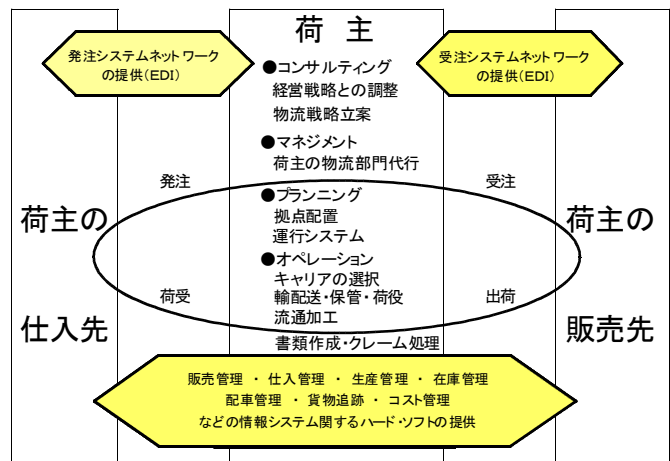 荷 主
発注システムネットワーク
の提供(EDI)
受注システムネットワーク
の提供(EDI)
●コンサルティング
経営戦略との調整
物流戦略立案
●マネジメント
荷主の物流部門代行
発注
受注
●プランニング
拠点配置
運行システム
荷主の
仕入先
荷主の
販売先
●オペレーション
キャリアの選択
輸配送・保管・荷役
流通加工
荷受
出荷
書類作成・クレーム処理
販売管理 ・ 仕入管理 ・ 生産管理 ・ 在庫管理
配車管理 ・ 貨物追跡 ・ コスト管理
などの情報システム関するハード・ソフトの提供